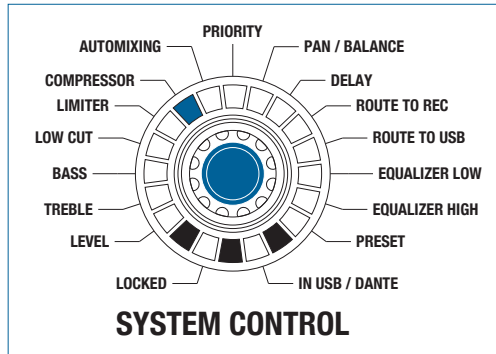 PRIORITY
AUTOMIXING
PAN / BALANCE
COMPRESSOR
DELAY
LIMITER
ROUTE TO REC
LOW CUT
ROUTE TO USB
BASS
EQUALIZER LOW
TREBLE
EQUALIZER HIGH
LEVEL
PRESET
LOCKED
IN USB / DANTE
SYSTEM CONTROL